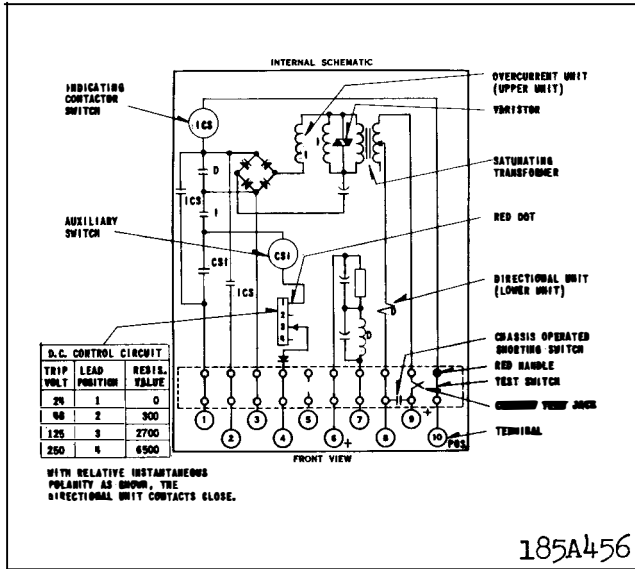 INTERNAL SCHEMATIC
INDICATING
CONTACTOR
SWITCH
ICS
OVERCURRENT UNIT
(UPPER UNIT)
VARISTOR
SATUNATING
TRANSFORMER
D
ICS
I
I
I
AUXILIARY
SWITCH
CS1
CS1
ICS
RED DOT
1
2
3
4
D
D
DIRECTIONAL UNIT
(LOWER UNIT)
CHASSIS OPERATED
SHORTING SWITCH
RED HANDLE
TEST SWITCH
JACK
TERMINAL
D.C. CONTROL CIRCUIT
TRIP VOLT LEAD POSITION RESIS. VALUE
24 1 0
48 2 300
125 3 2700
250 4 6500
1 2 3 4 5 6 + 7 8 9 + 10 POS.
FRONT VIEW
WITH RELATIVE INSTANTANEOUS
POLARITY AS SHOWN, THE
DIRECTIONAL UNIT CONTACTS CLOSE.
185A456